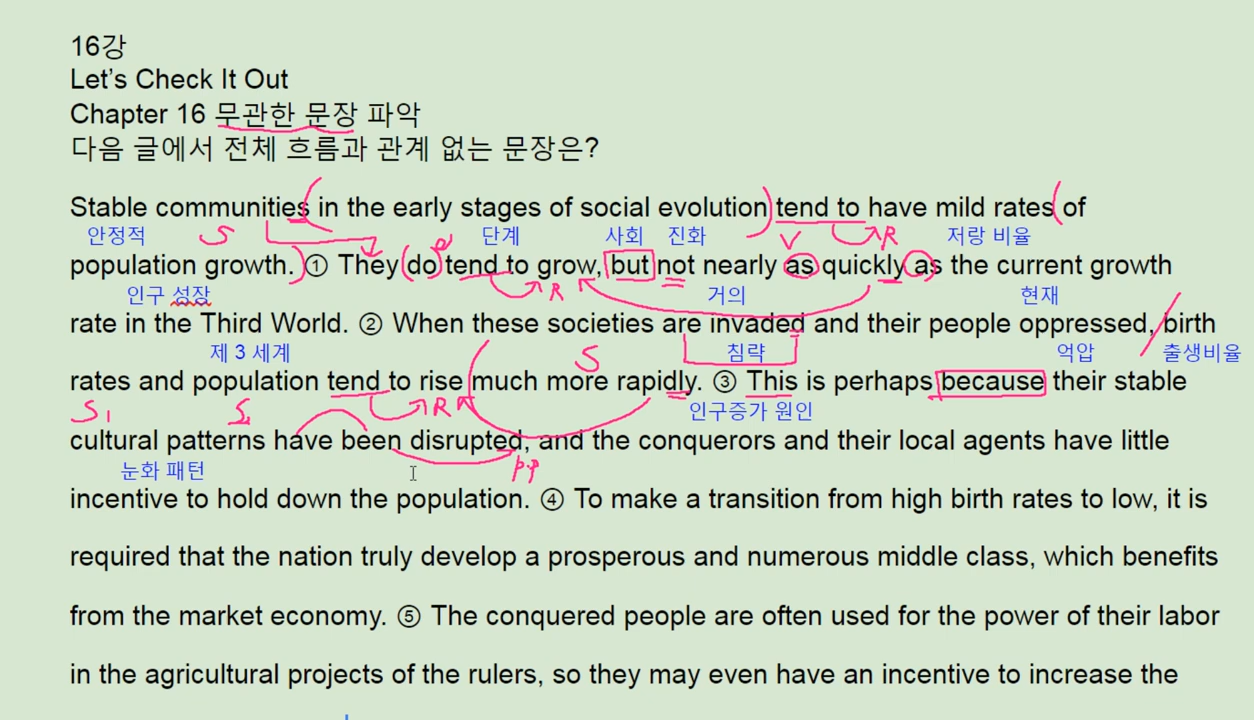 16강
Let's Check It Out
Chapter 16 무관한 문장 파악
다음 글에서 전체 흐름과 관계 없는 문장은?
Stable communities ( in the early stages of social evolution) tend to have mild rates ( of
안정적 S 단계 사회 진화 V R 저랑 비율
population growth. ) ① They (do) tend to grow, but not nearly as quickly as the current growth
인구 성장 R 거의 현재
rate in the Third World. ② When these societies are invaded and their people oppressed, / birth
제 3 세계 S 침략 억압 출생비율
rates and population tend to rise ( much more rapidly. ③ This is perhaps because their stable
S1 S2 R 인구증가 원인
cultural patterns have been disrupted, and the conquerors and their local agents have little
눈화 패턴 p.p
incentive to hold down the population. ④ To make a transition from high birth rates to low, it is
required that the nation truly develop a prosperous and numerous middle class, which benefits
from the market economy. ⑤ The conquered people are often used for the power of their labor
in the agricultural projects of the rulers, so they may even have an incentive to increase the